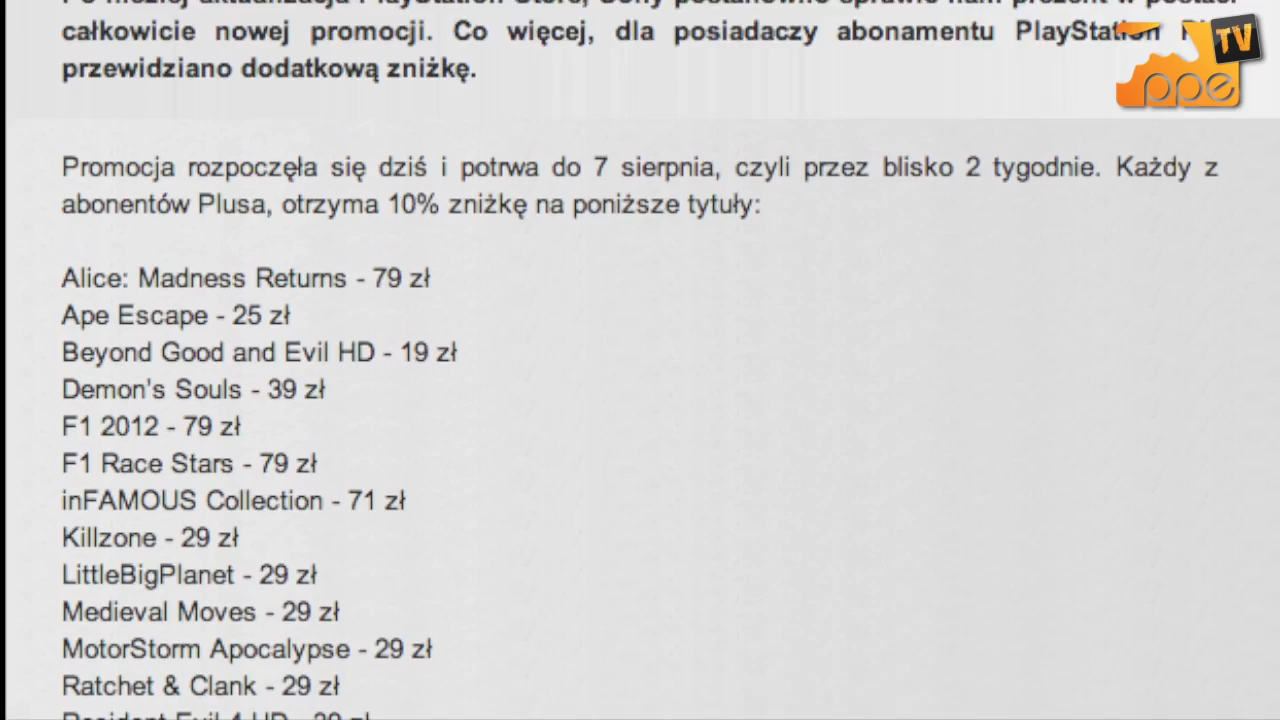 całkowicie nowej promocji. Co więcej, dla posiadaczy abonamentu PlayStation
przewidziano dodatkową zniżkę.
TV
ppe
Promocja rozpoczęła się dziś i potrwa do 7 sierpnia, czyli przez blisko 2 tygodnie. Każdy z
abonentów Plusa, otrzyma 10% zniżkę na poniższe tytuły:
Alice: Madness Returns - 79 zł
Ape Escape - 25 zł
Beyond Good and Evil HD - 19 zł
Demon's Souls - 39 zł
F1 2012 - 79 zł
F1 Race Stars - 79 zł
inFAMOUS Collection - 71 zł
Killzone - 29 zł
LittleBigPlanet - 29 zł
Medieval Moves - 29 zł
MotorStorm Apocalypse - 29 zł
Ratchet & Clank - 29 zł